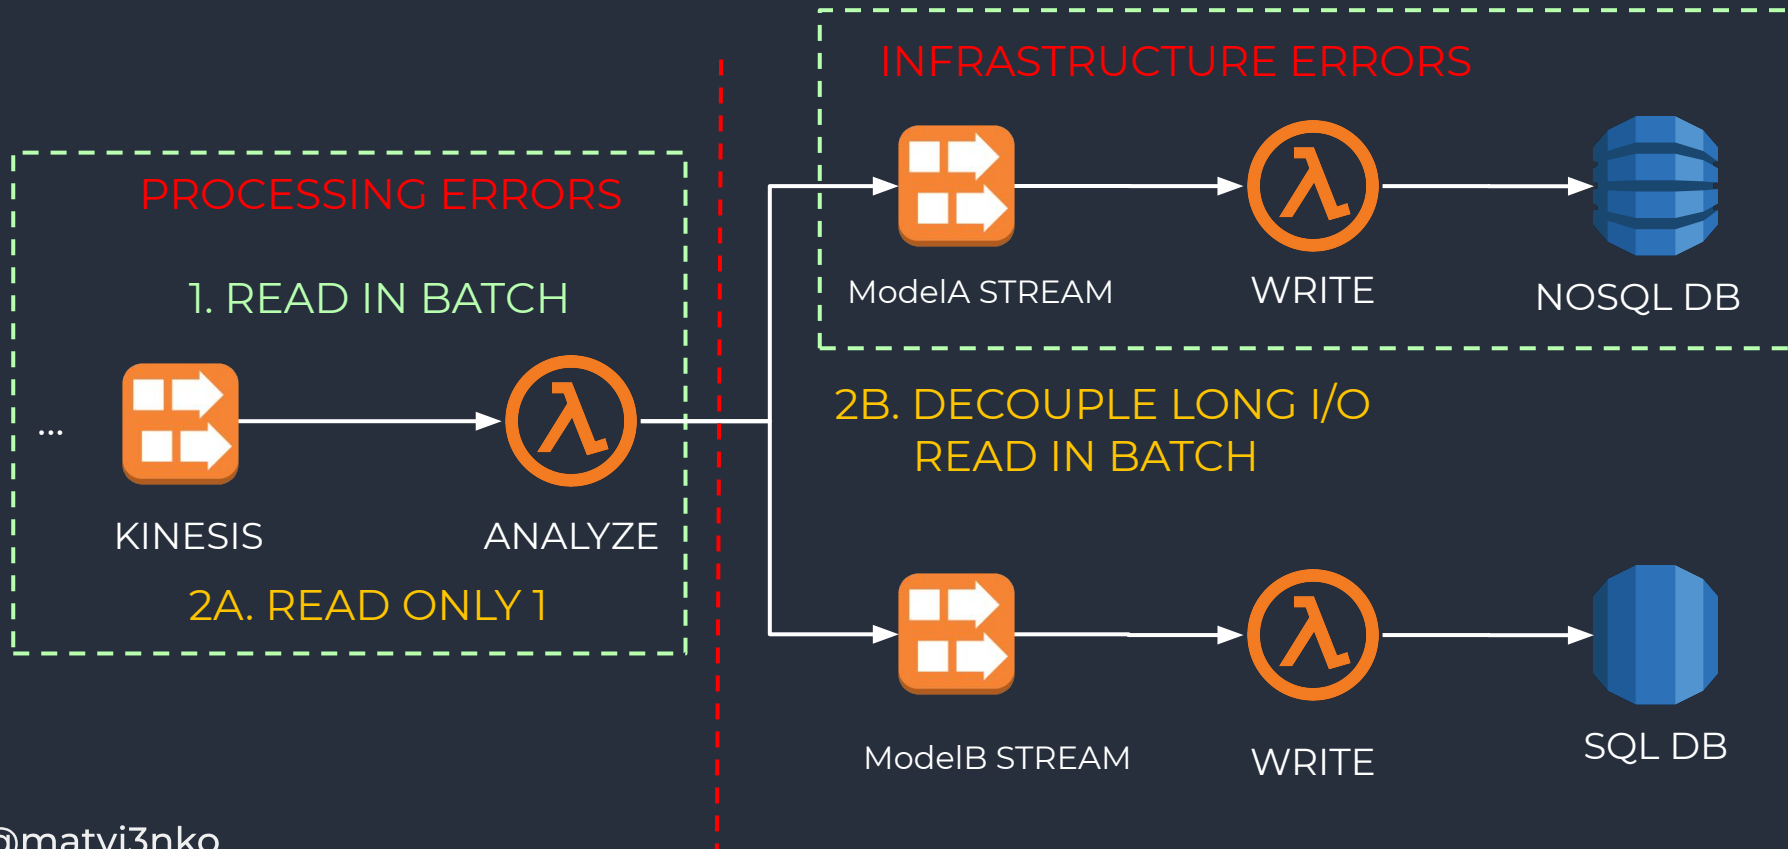 INFRASTRUCTURE ERRORS
PROCESSING ERRORS
1. READ IN BATCH
ModelA STREAM
WRITE
NOSQL DB
2B. DECOUPLE LONG I/O
READ IN BATCH
...
KINESIS
ANALYZE
2A. READ ONLY 1
ModelB STREAM
WRITE
SQL DB
@matvi3nko